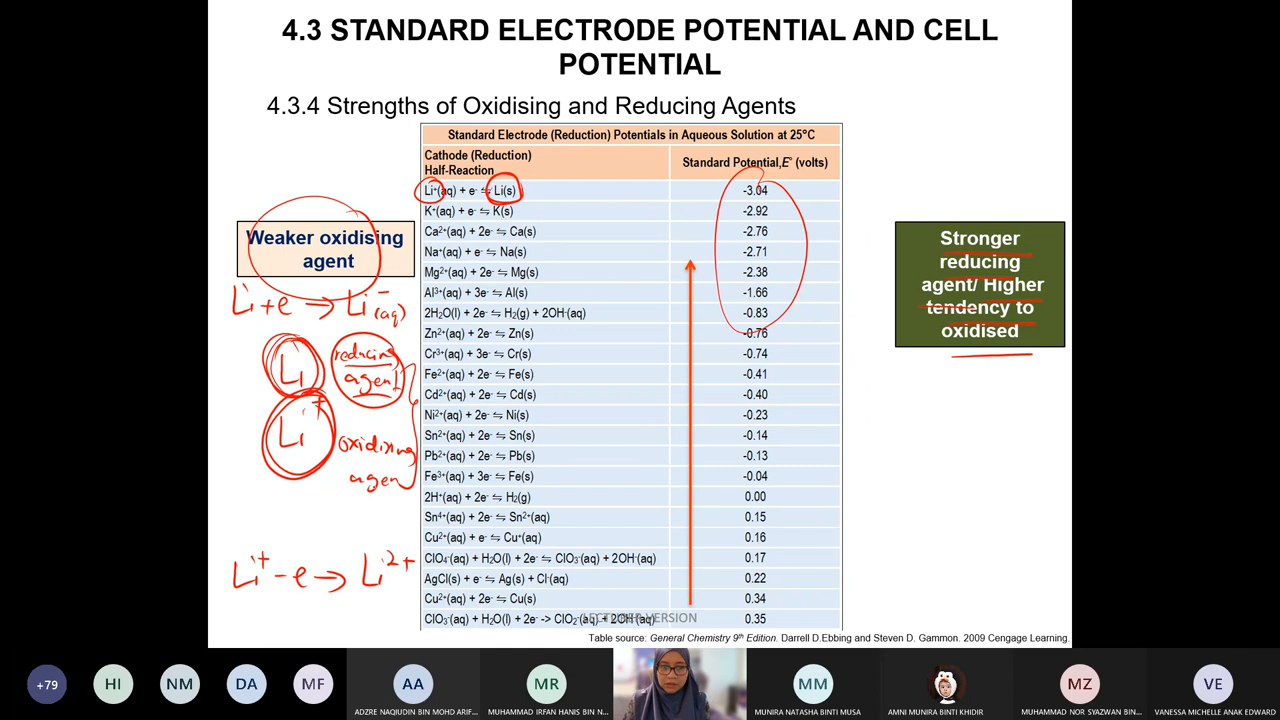 4.3 STANDARD ELECTRODE POTENTIAL AND CELL
POTENTIAL
4.3.4 Strengths of Oxidising and Reducing Agents
Standard Electrode (Reduction) Potentials in Aqueous Solution at 25°C
Cathode (Reduction)
Half-Reaction
Standard Potential,E° (volts)
Li⁺(aq) + e⁻ ⇋ Li(s) -3.04
K⁺(aq) + e⁻ ⇋ K(s) -2.92
Ca²⁺(aq) + 2e⁻ ⇋ Ca(s) -2.76
Na⁺(aq) + e⁻ ⇋ Na(s) -2.71
Mg²⁺(aq) + 2e⁻ ⇋ Mg(s) -2.38
Al³⁺(aq) + 3e⁻ ⇋ Al(s) -1.66
2H₂O(l) + 2e⁻ ⇋ H₂(g) + 2OH⁻(aq) -0.83
Zn²⁺(aq) + 2e⁻ ⇋ Zn(s) -0.76
Cr³⁺(aq) + 3e⁻ ⇋ Cr(s) -0.74
Fe²⁺(aq) + 2e⁻ ⇋ Fe(s) -0.41
Cd²⁺(aq) + 2e⁻ ⇋ Cd(s) -0.40
Ni²⁺(aq) + 2e⁻ ⇋ Ni(s) -0.23
Sn²⁺(aq) + 2e⁻ ⇋ Sn(s) -0.14
Pb²⁺(aq) + 2e⁻ ⇋ Pb(s) -0.13
Fe³⁺(aq) + 3e⁻ ⇋ Fe(s) -0.04
2H⁺(aq) + 2e⁻ ⇋ H₂(g) 0.00
Sn⁴⁺(aq) + 2e⁻ ⇋ Sn²⁺(aq) 0.15
Cu²⁺(aq) + e⁻ ⇋ Cu⁺(aq) 0.16
ClO₄⁻(aq) + H₂O(l) + 2e⁻ ⇋ ClO₃⁻(aq) + 2OH⁻(aq) 0.17
AgCl(s) + e⁻ ⇋ Ag(s) + Cl⁻(aq) 0.22
Cu²⁺(aq) + 2e⁻ ⇋ Cu(s) 0.34
ClO₃⁻(aq) + H₂O(l) + 2e⁻ -> ClO₂⁻(aq) + 2OH⁻(aq) 0.35
LECTURER VERSION
Weaker oxidising
agent
Li + e → Li⁻(aq)
Li
reducing
agent
Li⁺
oxidising
agent
Li⁺ - e → Li²⁺
Stronger
reducing
agent/ Higher
tendency to
oxidised
Table source: General Chemistry 9th Edition. Darrell D.Ebbing and Steven D. Gammon. 2009 Cengage Learning.
+79
HI
NM
DA
MF
AA
ADZRE NAQIUDIN BIN MOHD ARIF...
MR
MUHAMMAD IRFAN HANIS BIN N...
MM
MUNIRA NATASHA BINTI MUSA
AMNI MUNIRA BINTI KHIDIR
MZ
MUHAMMAD NOR SYAZWAN BIN...
VE
VANESSA MICHELLE ANAK EDWARD